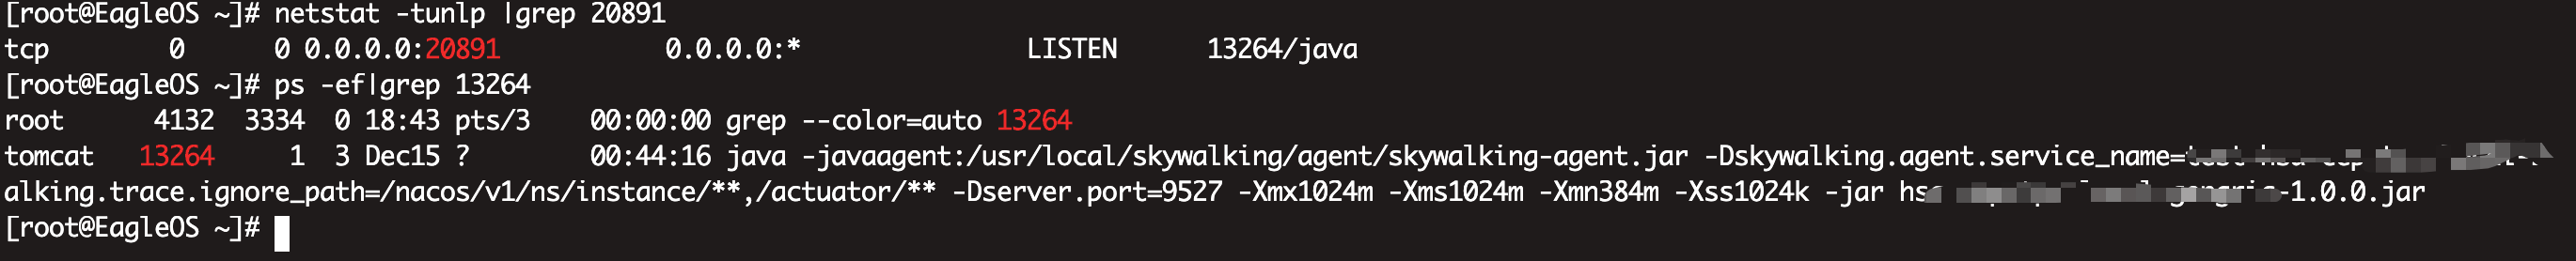 [root@EagleOS ~]# netstat -tunlp |grep 20891
tcp        0      0 0.0.0.0:20891           0.0.0.0:*               LISTEN      13264/java
[root@EagleOS ~]# ps -ef|grep 13264
root      4132  3334  0 18:43 pts/3    00:00:00 grep --color=auto 13264
tomcat   13264     1  3 Dec15 ?        00:44:16 java -javaagent:/usr/local/skywalking/agent/skywalking-agent.jar -Dskywalking.agent.service_name=
alking.trace.ignore_path=/nacos/v1/ns/instance/**,/actuator/** -Dserver.port=9527 -Xmx1024m -Xms1024m -Xmn384m -Xss1024k -jar -1.0.0.jar
[root@EagleOS ~]#